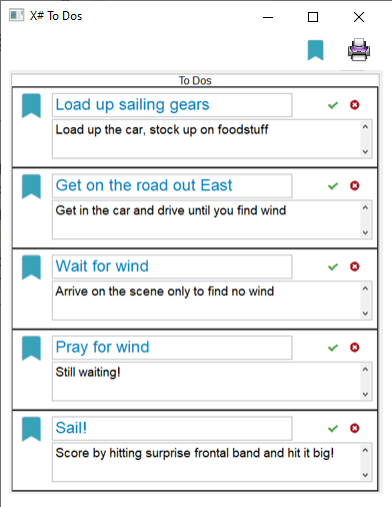 X# To Dos
To Dos
Load up sailing gears
Load up the car, stock up on foodstuff
Get on the road out East
Get in the car and drive until you find wind
Wait for wind
Arrive on the scene only to find no wind
Pray for wind
Still waiting!
Sail!
Score by hitting surprise frontal band and hit it big!